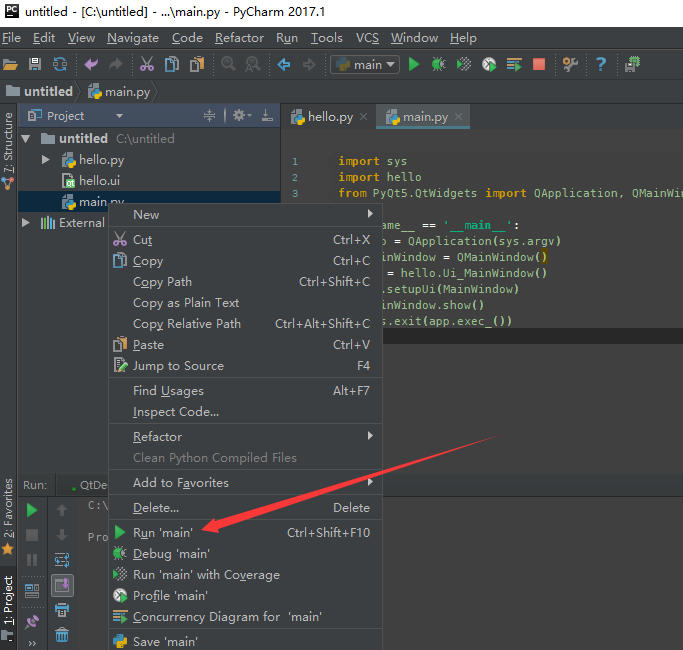 untitled - [C:\untitled] - ...\main.py - PyCharm 2017.1
File Edit View Navigate Code Refactor Run Tools VCS Window Help
main
untitled main.py
Project
hello.py main.py
7: Structure
untitled C:\untitled
hello.py
hello.ui
main.py
External
1 import sys
2 import hello
3 from PyQt5.QtWidgets import QApplication, QMainWin
ame__ == '__main__':
= QApplication(sys.argv)
inWindow = QMainWindow()
= hello.Ui_MainWindow()
.setupUi(MainWindow)
inWindow.show()
s.exit(app.exec_())
New
Cut Ctrl+X
Copy Ctrl+C
Copy Path Ctrl+Shift+C
Copy as Plain Text
Copy Relative Path Ctrl+Alt+Shift+C
Paste Ctrl+V
Jump to Source F4
Find Usages Alt+F7
Inspect Code...
Refactor
Clean Python Compiled Files
Add to Favorites
Delete... Delete
Run 'main' Ctrl+Shift+F10
Debug 'main'
Run 'main' with Coverage
Profile 'main'
Concurrency Diagram for 'main'
Save 'main'
Run: QtDe
C:\
Pro
2: Favorites
1: Project